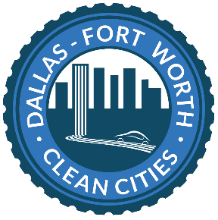 DALLAS - FORT WORTH
• CLEAN CITIES •